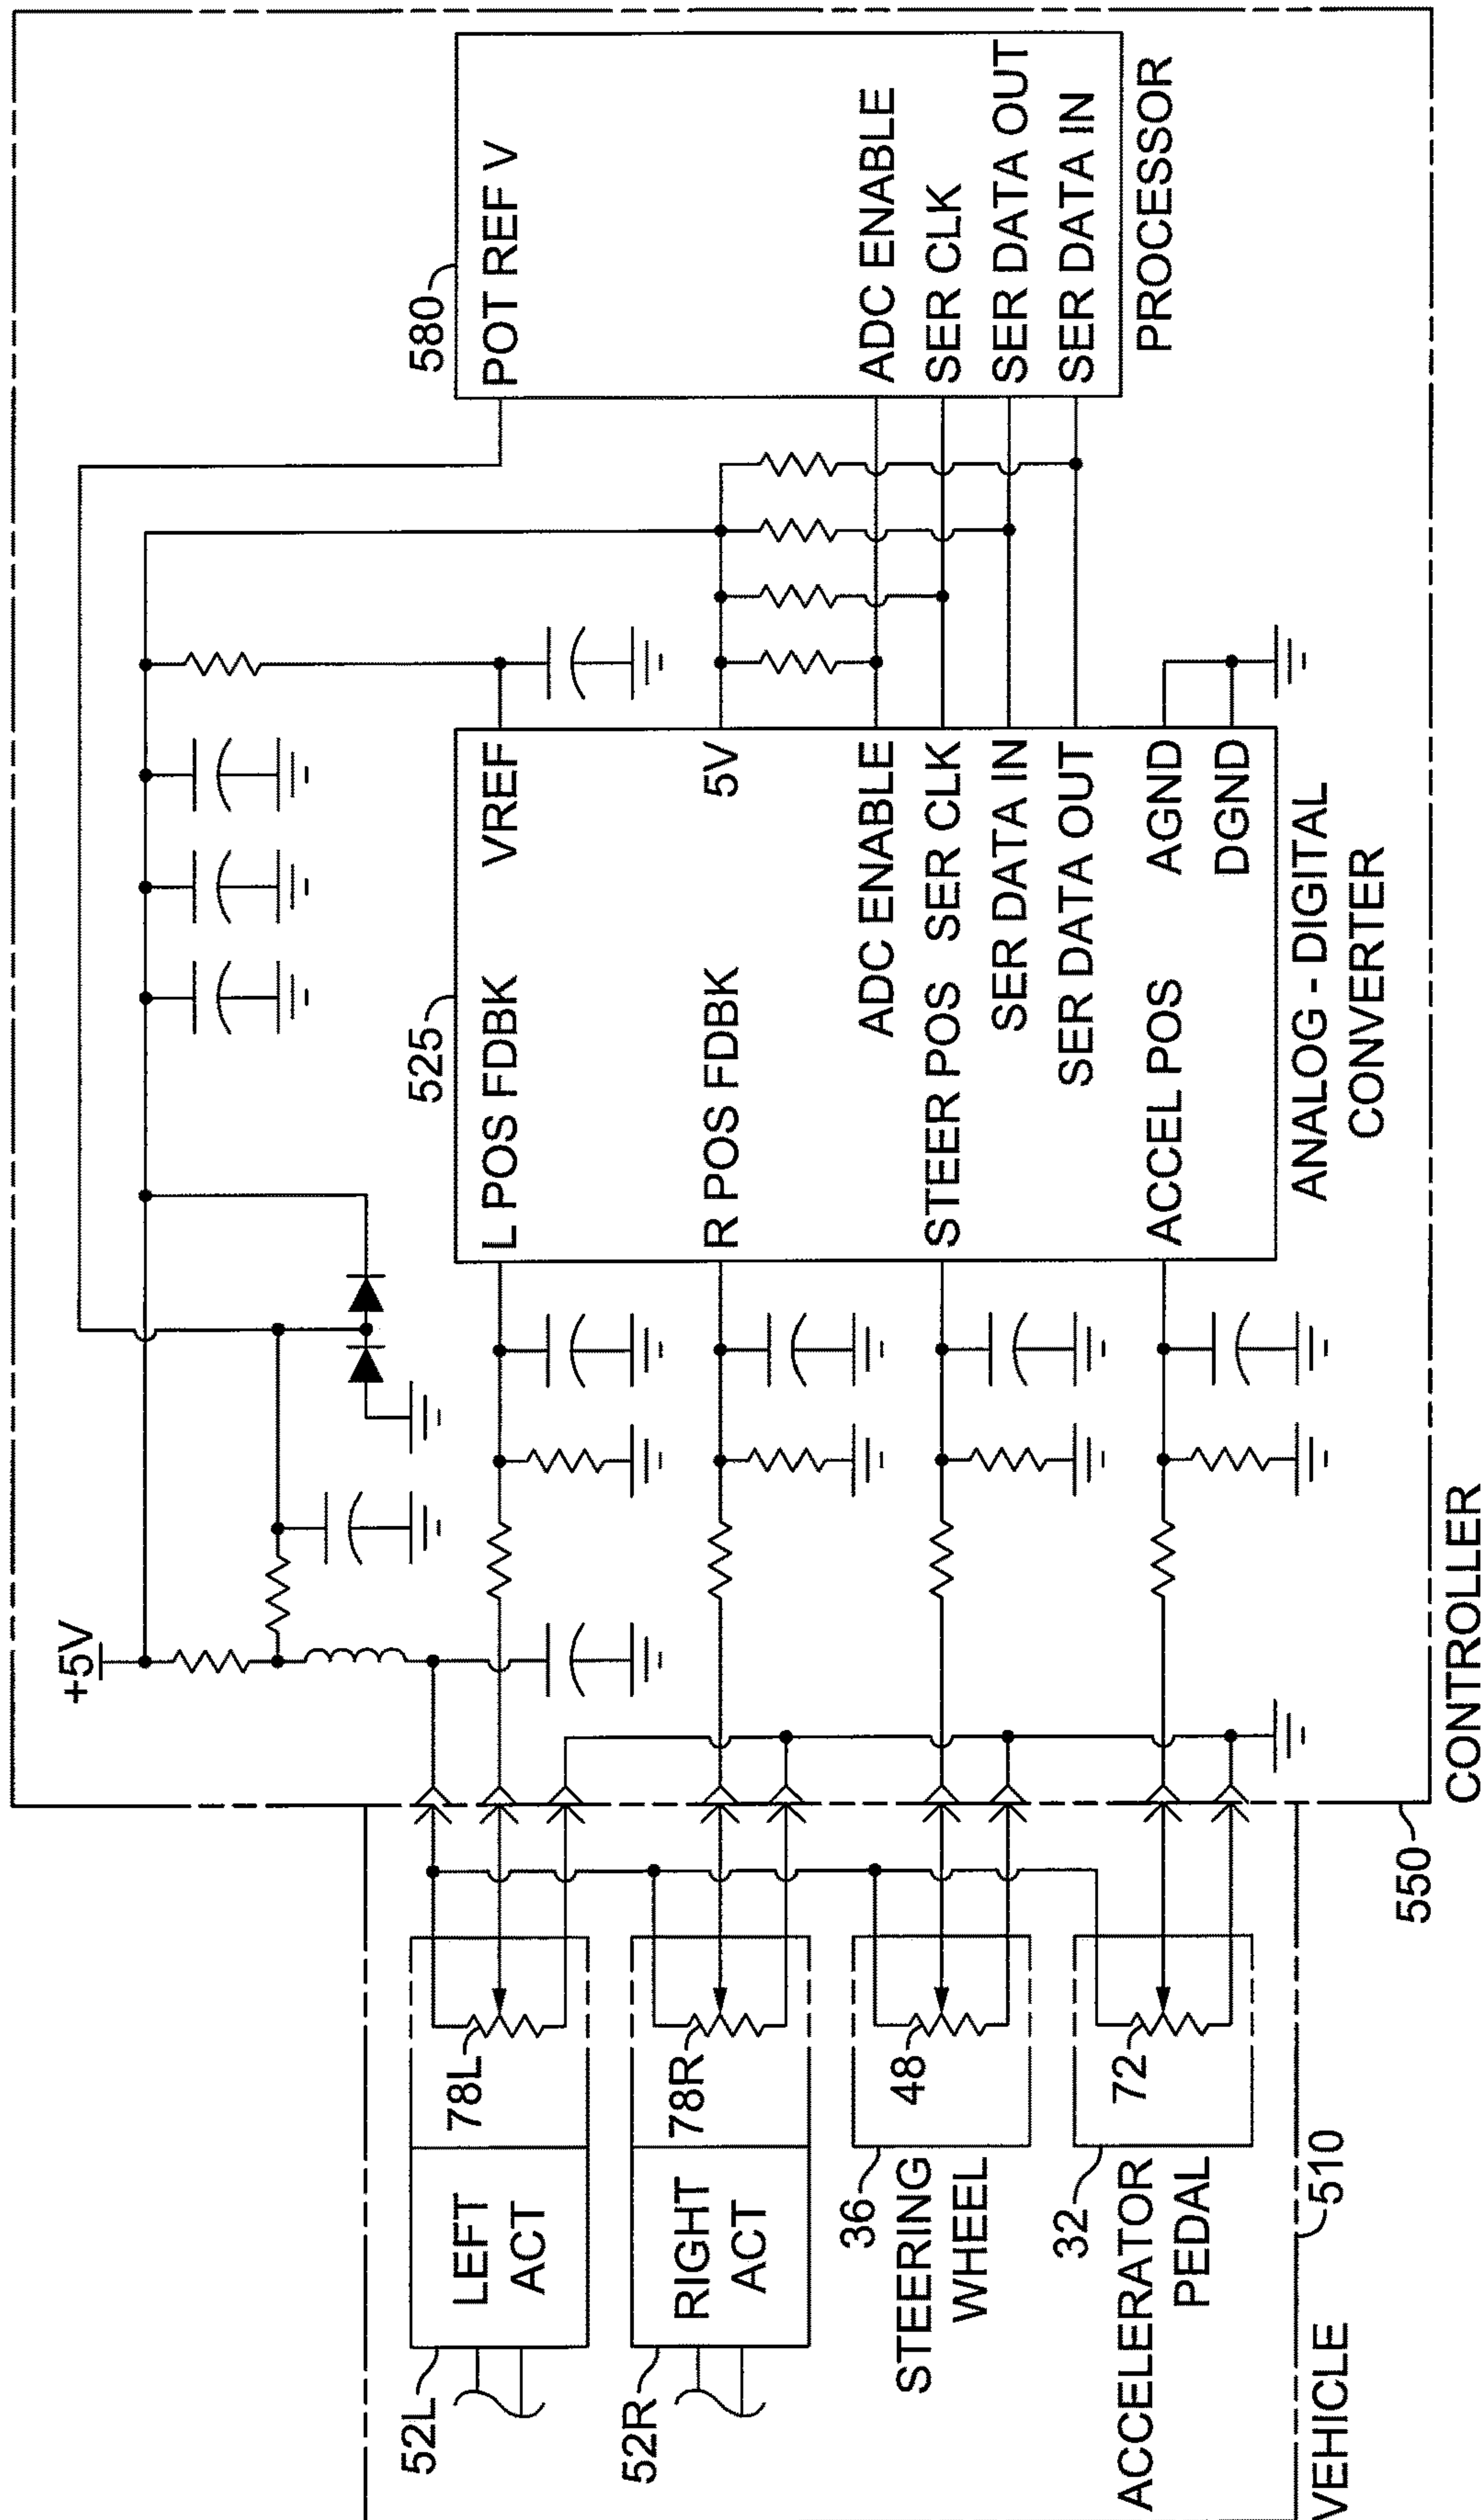 +5V
580
POT REF V
ADC ENABLE
SER CLK
SER DATA OUT
SER DATA IN
PROCESSOR
525
L POS FDBK
VREF
R POS FDBK
5V
ADC ENABLE
STEER POS
SER CLK
SER DATA IN
SER DATA OUT
ACCEL POS
AGND
DGND
ANALOG - DIGITAL
CONVERTER
CONTROLLER
550
52L
LEFT
ACT
78L
52R
RIGHT
ACT
78R
36
48
STEERING
WHEEL
32
72
ACCELERATOR
PEDAL
510
VEHICLE